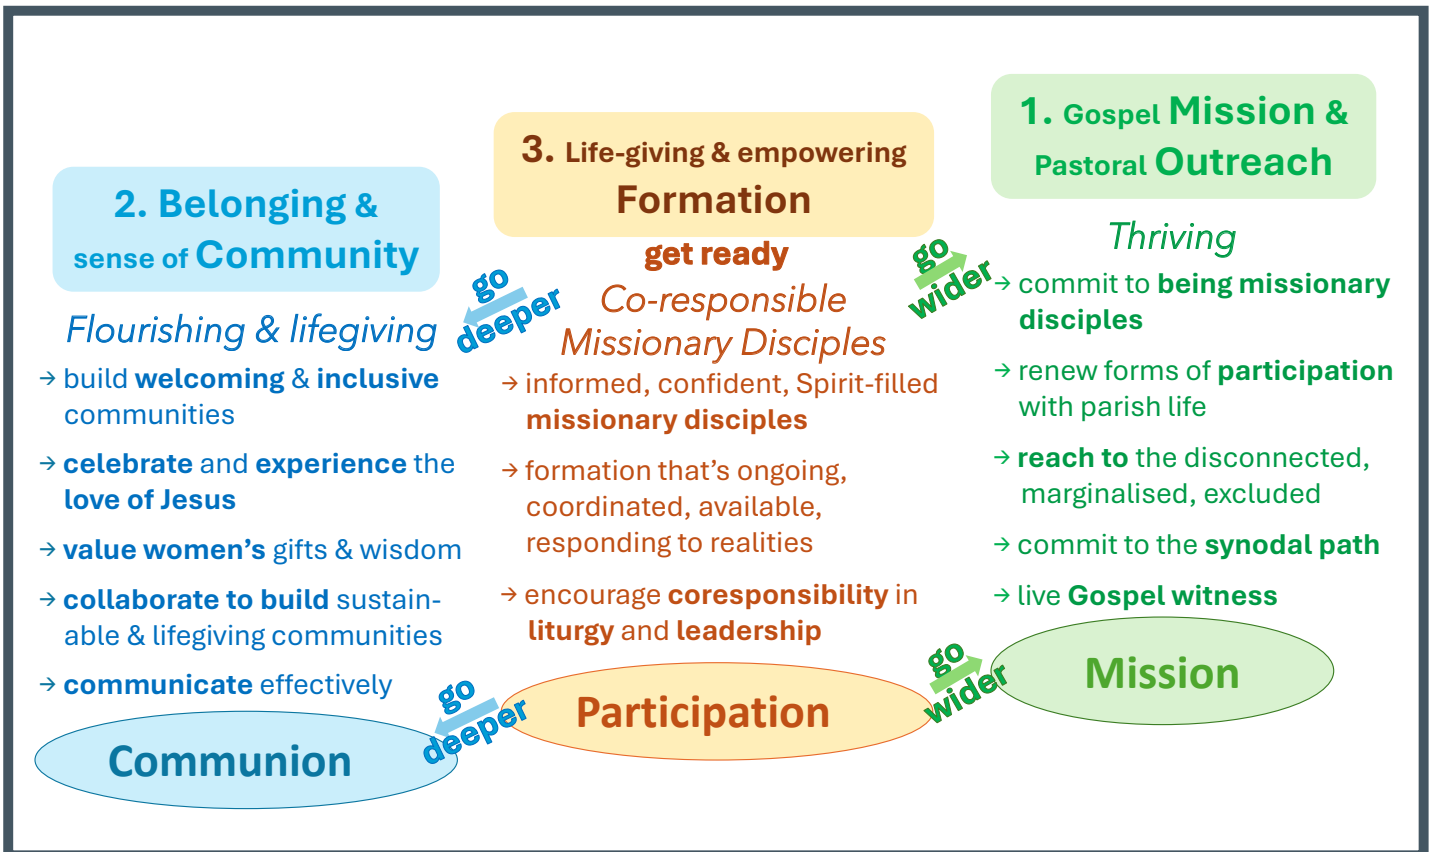 2. Belonging &
sense of Community
Flourishing & lifegiving
→ build welcoming & inclusive
communities
→ celebrate and experience the
love of Jesus
→ value women’s gifts & wisdom
→ collaborate to build sustain-
able & lifegiving communities
→ communicate effectively
Communion
go
deeper
go
deeper
3. Life-giving & empowering
Formation
get ready
Co-responsible
Missionary Disciples
→ informed, confident, Spirit-filled
missionary disciples
→ formation that’s ongoing,
coordinated, available,
responding to realities
→ encourage coresponsibility in
liturgy and leadership
Participation
go
wider
go
wider
1. Gospel Mission &
Pastoral Outreach
Thriving
→ commit to being missionary
disciples
→ renew forms of participation
with parish life
→ reach to the disconnected,
marginalised, excluded
→ commit to the synodal path
→ live Gospel witness
Mission